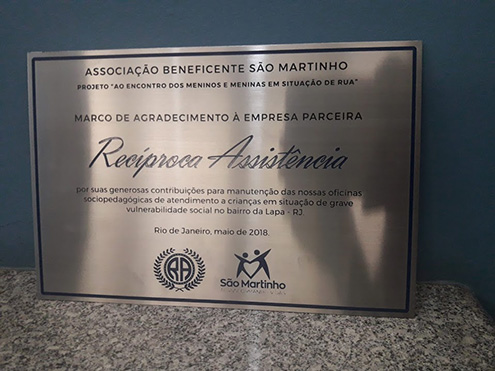 ASSOCIAÇÃO BENEFICENTE SÃO MARTINHO
PROJETO "AO ENCONTRO DOS MENINOS E MENINAS EM SITUAÇÃO DE RUA"
MARCO DE AGRADECIMENTO À EMPRESA PARCEIRA
Recíproca Assistência
por suas generosas contribuições para manutenção das nossas oficinas
sociopedagógicas de atendimento a crianças em situação de grave
vulnerabilidade social no bairro da Lapa - RJ.
Rio de Janeiro, maio de 2018.
RA
São Martinho